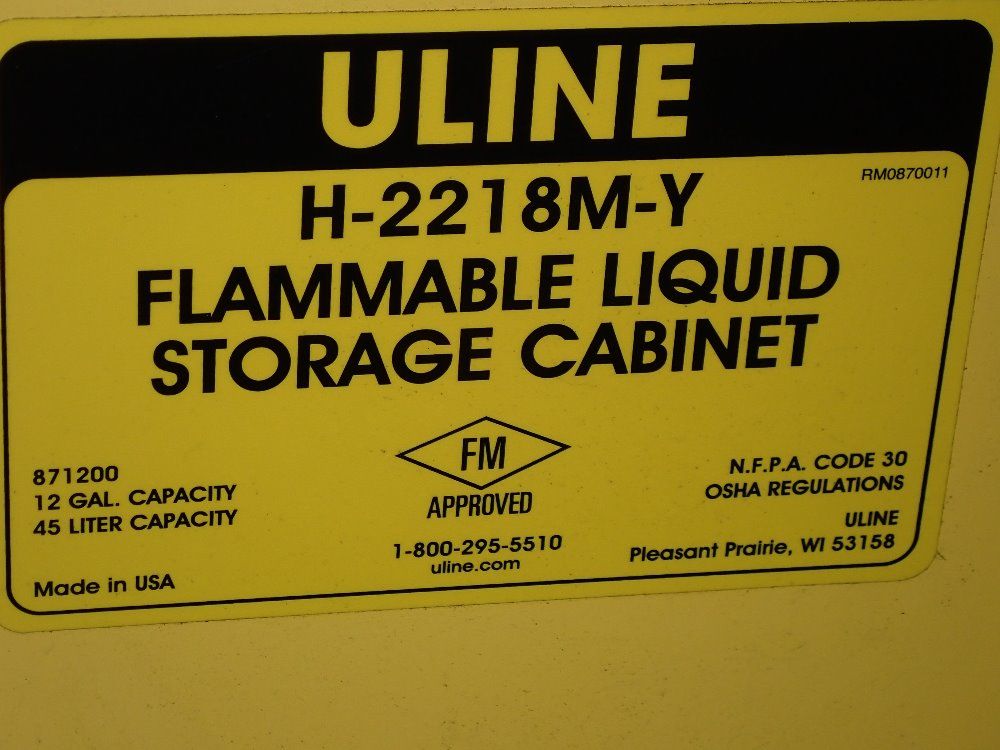 ULINE
RM0870011
H-2218M-Y
FLAMMABLE LIQUID
STORAGE CABINET
871200
12 GAL. CAPACITY
45 LITER CAPACITY
Made in USA
FM
APPROVED
1-800-295-5510
uline.com
N.F.P.A. CODE 30
OSHA REGULATIONS
ULINE
Pleasant Prairie, WI 53158